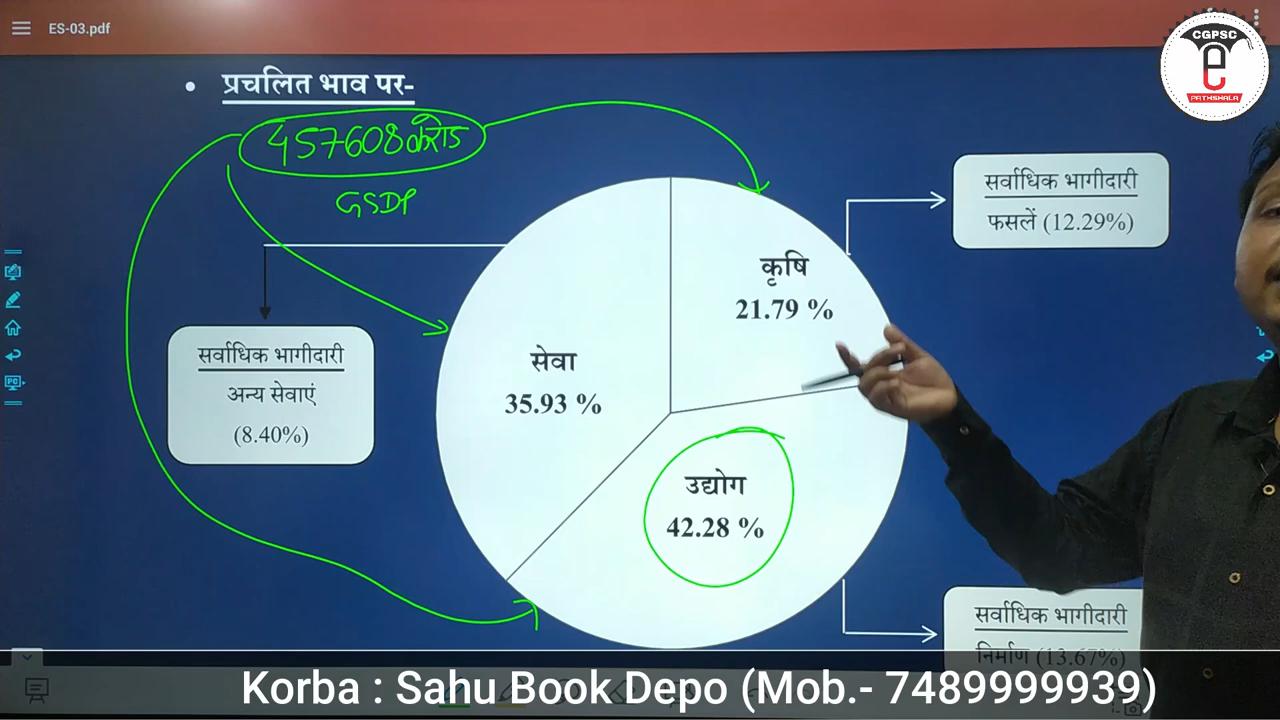 ES-03.pdf
CGPSC
PATHSHALA
• प्रचलित भाव पर-
457608 करोड़
GSDP
सर्वाधिक भागीदारी
फसलें (12.29%)
कृषि
21.79 %
सर्वाधिक भागीदारी
अन्य सेवाएं
(8.40%)
सेवा
35.93 %
उद्योग
42.28 %
सर्वाधिक भागीदारी
निर्माण (13.67%)
Korba : Sahu Book Depo (Mob.- 7489999939)